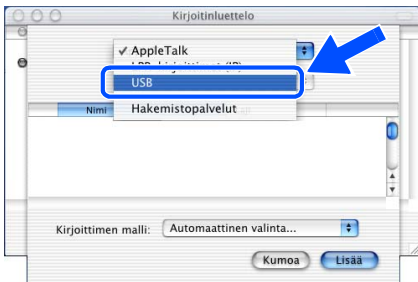 Kirjoitinluettelo
✓ AppleTalk
USB
Hakemistopalvelut
Nimi
Kirjoittimen malli: Automaattinen valinta...
Kumoa Lisää